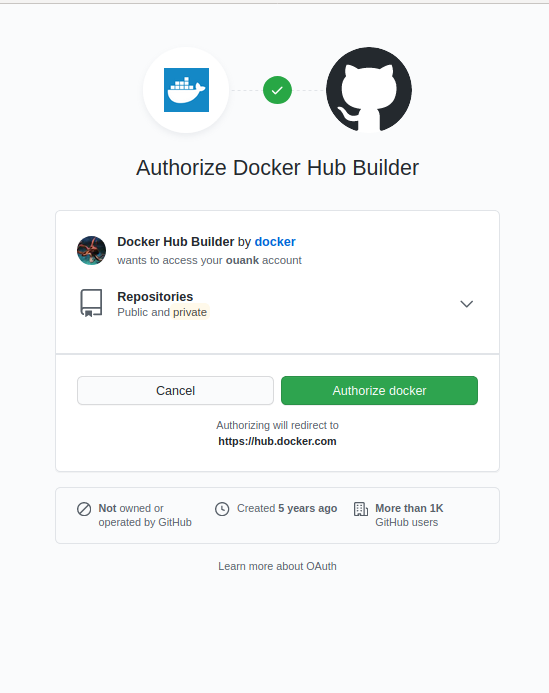 Authorize Docker Hub Builder
Docker Hub Builder by docker
wants to access your ouank account
Repositories
Public and private
Cancel
Authorize docker
Authorizing will redirect to
https://hub.docker.com
Not owned or
operated by GitHub
Created 5 years ago
More than 1K
GitHub users
Learn more about OAuth